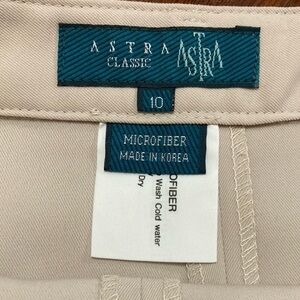 ASTRA ASTRA
CLASSIC
10
MICROFIBER
MADE IN KOREA
ROFIBER
Wash Cold water
Dry